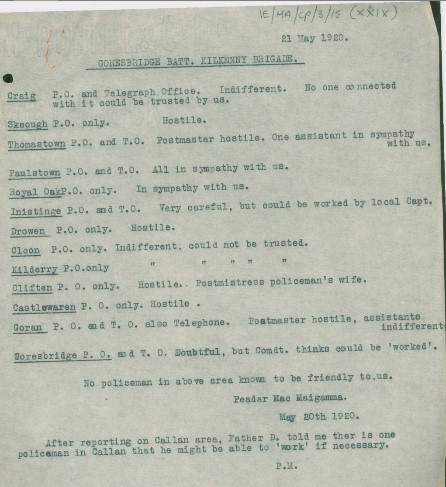 IE/MA/CP/3/15 (XXIX)
21 May 1920.
GORESBRIDGE BATT. KILKENNY BRIGADE.
Craig P.O. and Telegraph Office. Indifferent. No one connected
with it could be trusted by us.
Skeough P.O. only. Hostile.
Thomastown P.O. and T.O. Postmaster hostile. One assistant in sympathy
with us.
Paulstown P.O. and T.O. All in sympathy with us.
Royal Oak P.O. only. In sympathy with us.
Inistinge P.O. and T.O. Very careful, but could be worked by local Capt.
Drowen P.O. only. Hostile.
Cloon P.O. only. Indifferent. could not be trusted.
Kilderry P.O.only " " " "
Cliften P. O. only. Hostile. Postmistress policeman's wife.
Castlewaren P.O. only. Hostile .
Goran P. O. and T. O. also Telephone. Postmaster hostile, assistants
indifferent
Goresbridge P. O. and T. O. Doubtful, but Comdt. thinks could be 'worked'.
No policeman in above area known to be friendly to us.
Peadar Mac Maigamma.
May 20th 1920.
After reporting on Callan area, Father D. told me ther is one
policeman in Callan that he might be able to 'work' if necessary.
P.M.